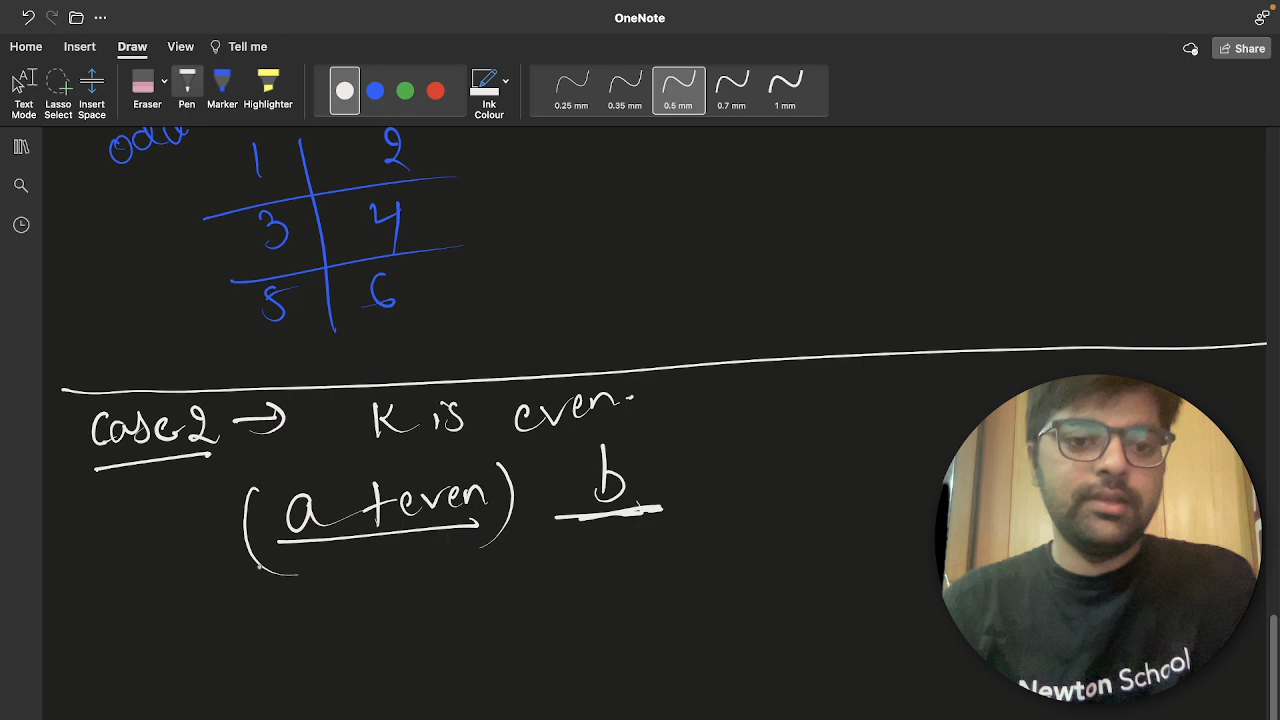 OneNote
Home Insert Draw View Tell me
Share
Text Mode
Lasso Select
Insert Space
Eraser
Pen
Marker
Highlighter
Ink Colour
0.25 mm
0.35 mm
0.5 mm
0.7 mm
1 mm
odd
1 2
3 4
5 6
Case 2 → K is even.
(a + even) b
Newton School